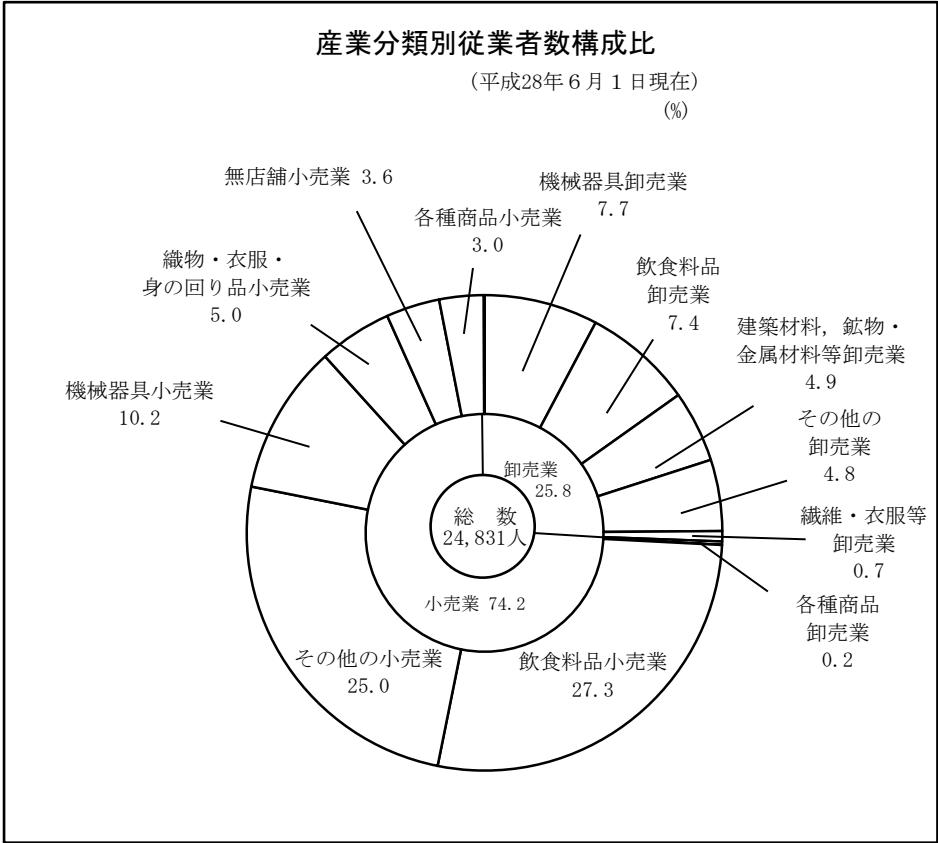 産業分類別従業者数構成比
(平成28年６月１日現在)
(%)
機械器具卸売業
7.7
飲食料品
卸売業
7.4
建築材料，鉱物・
金属材料等卸売業
4.9
その他の
卸売業
4.8
繊維・衣服等
卸売業
0.7
各種商品
卸売業
0.2
飲食料品小売業
27.3
その他の小売業
25.0
機械器具小売業
10.2
織物・衣服・
身の回り品小売業
5.0
無店舗小売業 3.6
各種商品小売業
3.0
卸売業
25.8
総　数
24,831人
小売業 74.2